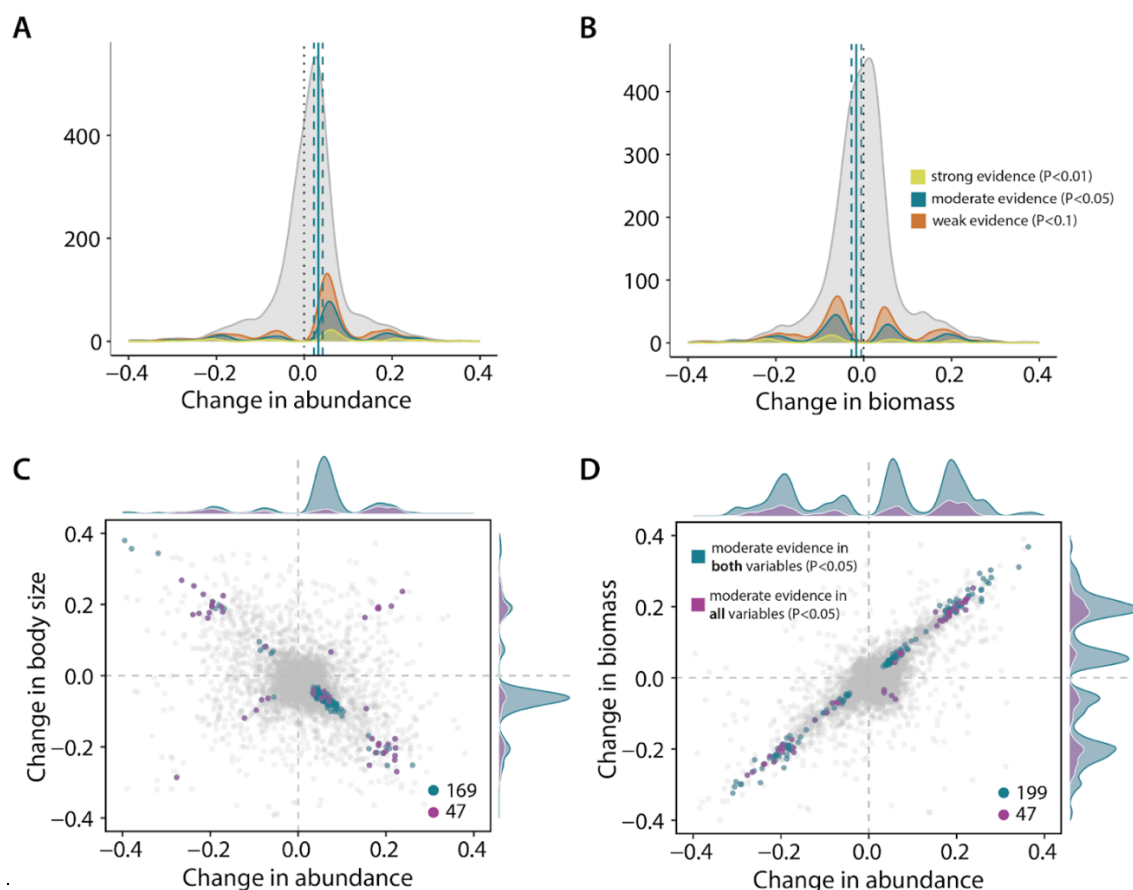 A
B
400
200
0
−0.4
−0.2
0.0
0.2
0.4
Change in abundance
400
300
200
100
0
−0.4
−0.2
0.0
0.2
0.4
Change in biomass
strong evidence (P<0.01)
moderate evidence (P<0.05)
weak evidence (P<0.1)
C
D
Change in body size
0.4
0.2
0.0
−0.2
−0.4
169
47
−0.4
−0.2
0.0
0.2
0.4
Change in abundance
Change in biomass
0.4
0.2
0.0
−0.2
−0.4
moderate evidence in
both variables (P<0.05)
moderate evidence in
all variables (P<0.05)
199
47
−0.4
−0.2
0.0
0.2
0.4
Change in abundance
.